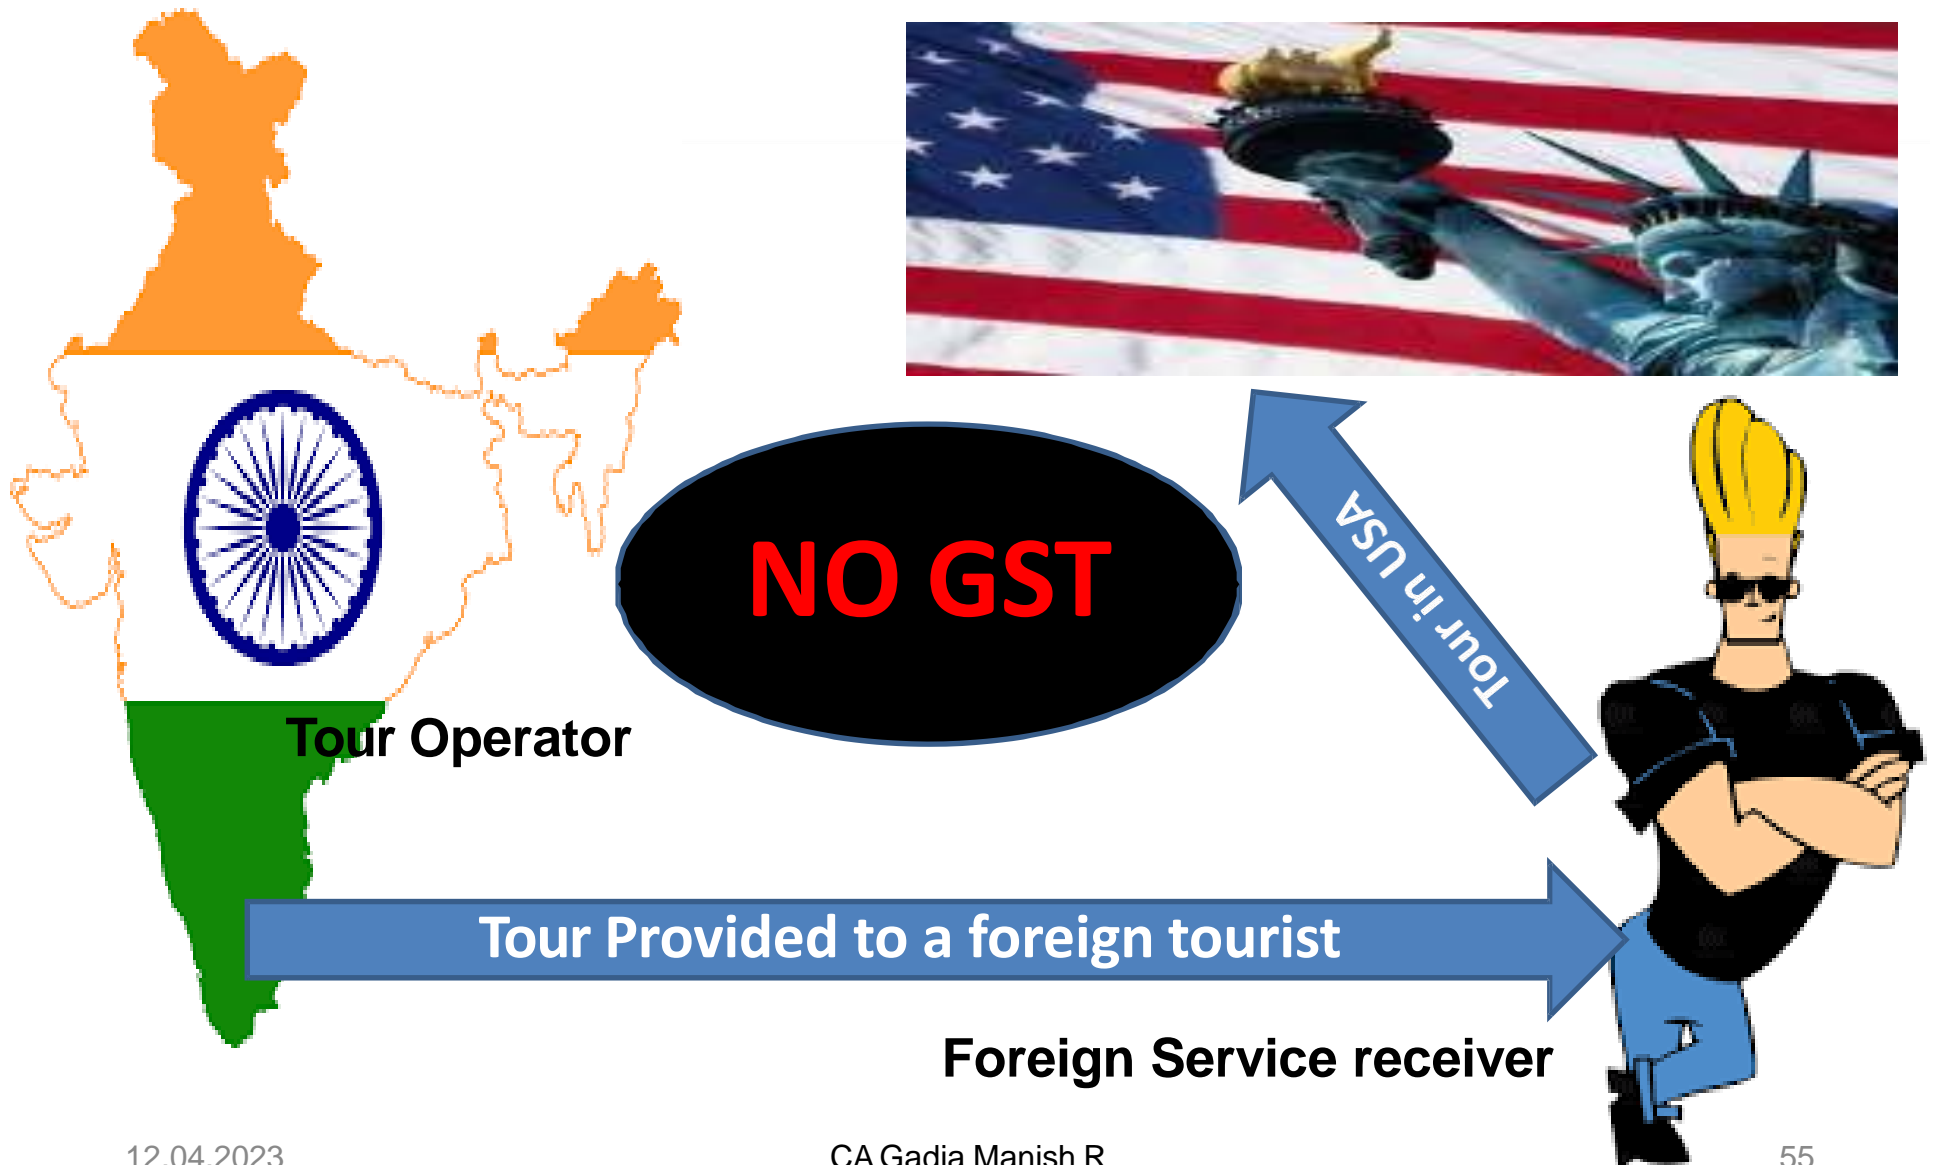 NO GST
Tour in USA
Tour Operator
Tour Provided to a foreign tourist
Foreign Service receiver
12.04.2023
CA Gadia Manish R
55